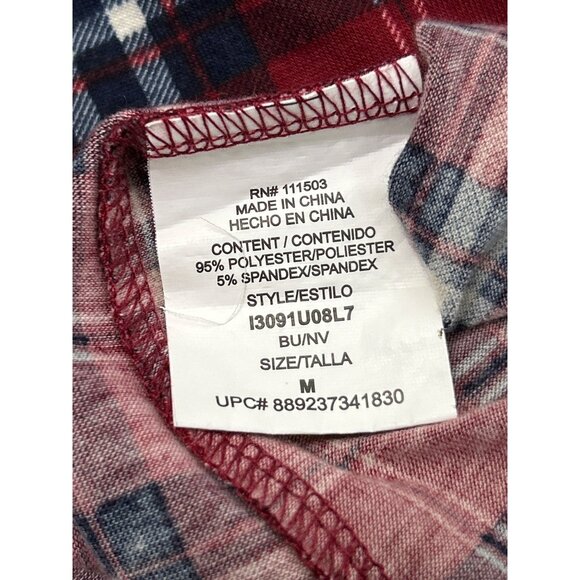 RN# 111503
MADE IN CHINA
HECHO EN CHINA
CONTENT / CONTENIDO
95% POLYESTER/POLIESTER
5% SPANDEX/SPANDEX
STYLE/ESTILO
I3091U08L7
BU/NV
SIZE/TALLA
M
UPC# 889237341830